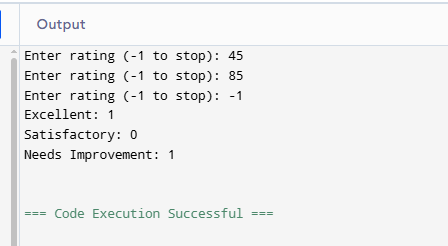 Output
Enter rating (-1 to stop): 45
Enter rating (-1 to stop): 85
Enter rating (-1 to stop): -1
Excellent: 1
Satisfactory: 0
Needs Improvement: 1
=== Code Execution Successful ===